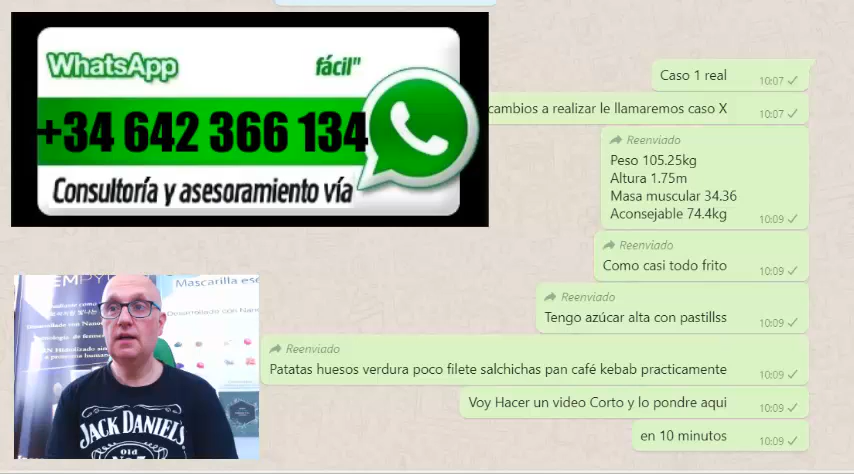 WhatsApp
fácil"
+34 642 366 134
Consultoría y asesoramiento vía
Caso 1 real
10:07
cambios a realizar le llamaremos caso X
10:07
Reenviado
Peso 105.25kg
Altura 1.75m
Masa muscular 34.36
Aconsejable 74.4kg
10:09
Reenviado
Como casi todo frito
10:09
Reenviado
Tengo azúcar alta con pastillss
10:09
Reenviado
Patatas huesos verdura poco filete salchichas pan café kebab practicamente
10:09
Voy Hacer un video Corto y lo pondre aqui
10:09
en 10 minutos
10:09
Mascarilla
JACK DANIEL'S
Old